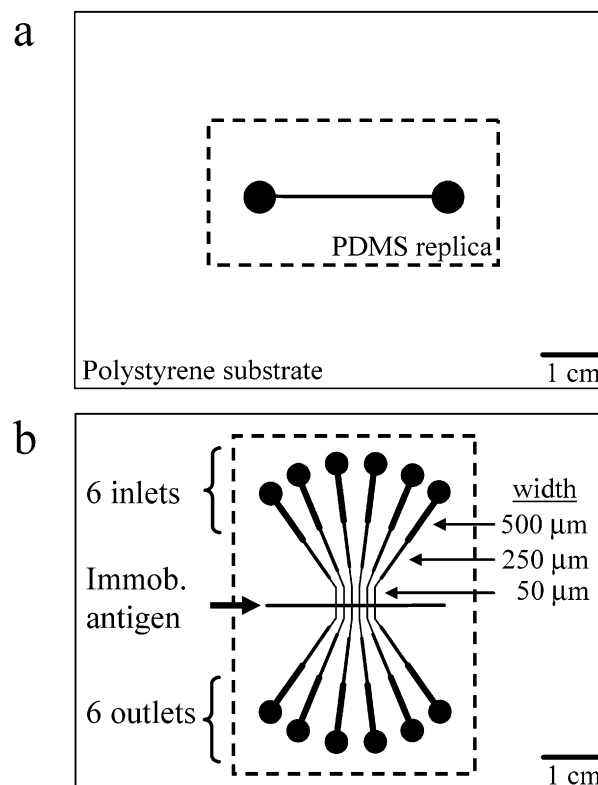 a
PDMS replica
Polystyrene substrate
1 cm
b
6 inlets
width
500 μm
250 μm
50 μm
Immob.
antigen
6 outlets
1 cm